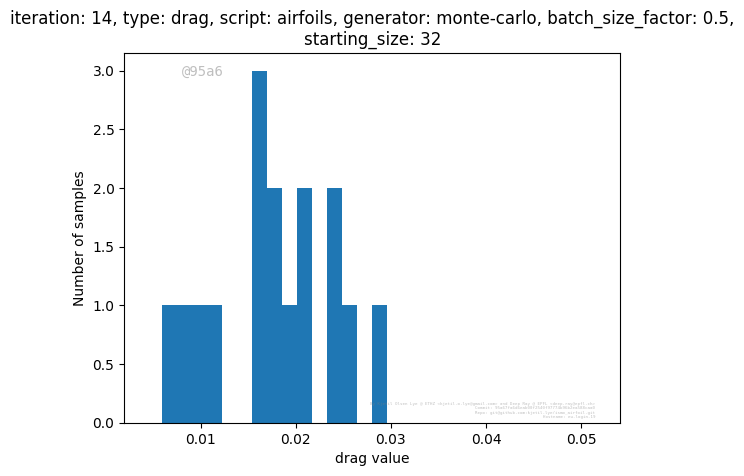 iteration: 14, type: drag, script: airfoils, generator: monte-carlo, batch_size_factor: 0.5,
starting_size: 32
@95a6
3.0
2.5
2.0
1.5
1.0
0.5
0.0
Number of samples
0.01 0.02 0.03 0.04 0.05
drag value